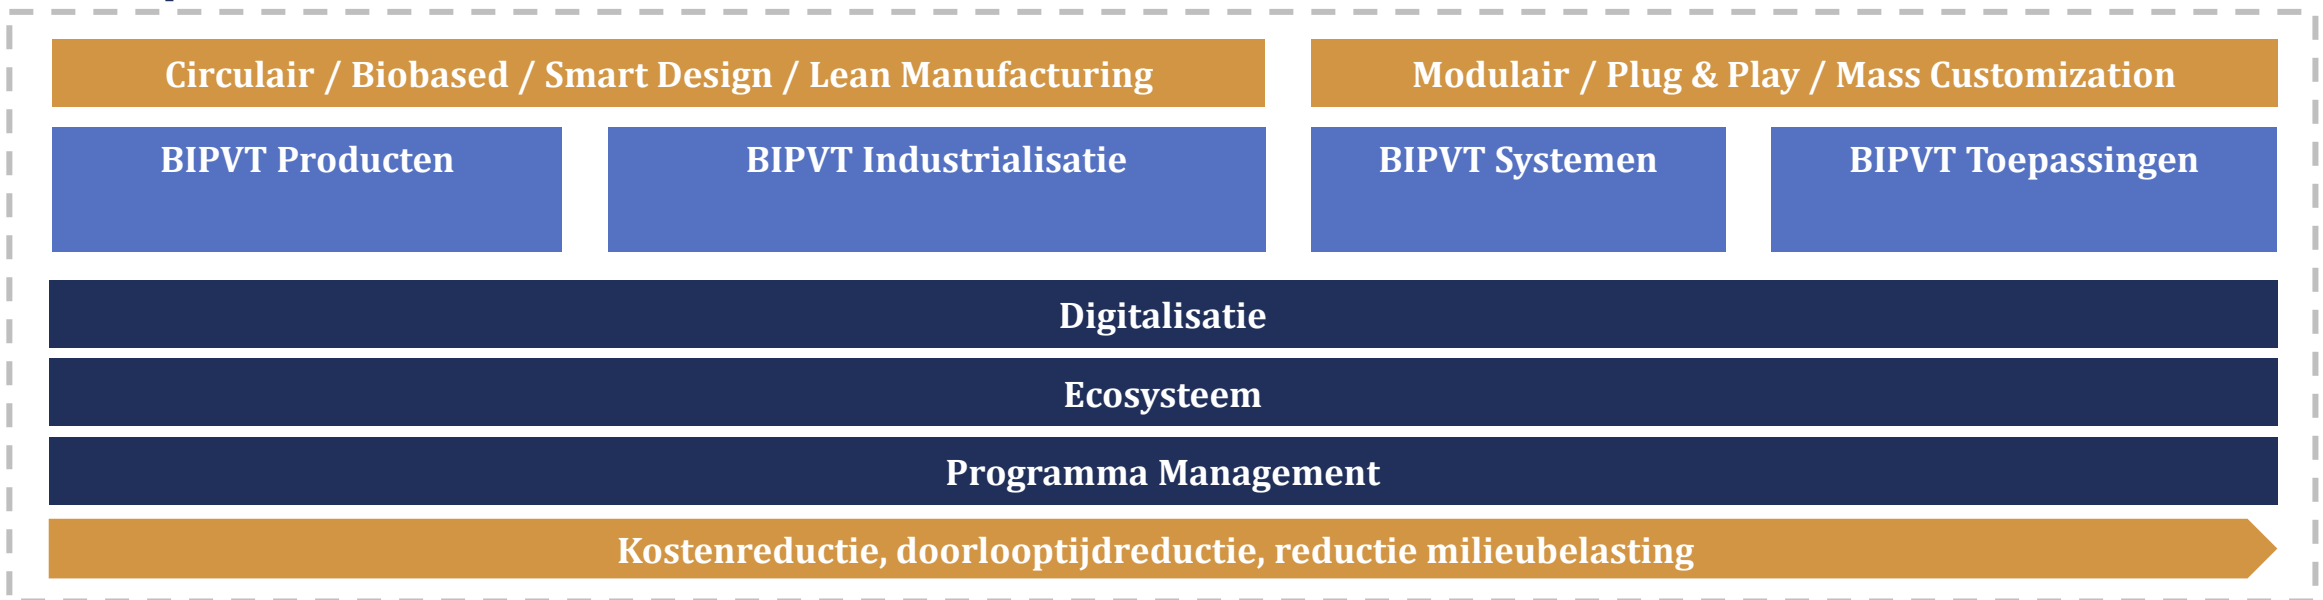 Circulair / Biobased / Smart Design / Lean Manufacturing
Modulair / Plug & Play / Mass Customization
BIPVT Producten
BIPVT Industrialisatie
BIPVT Systemen
BIPVT Toepassingen
Digitalisatie
Ecosysteem
Programma Management
Kostenreductie, doorlooptijdreductie, reductie milieubelasting